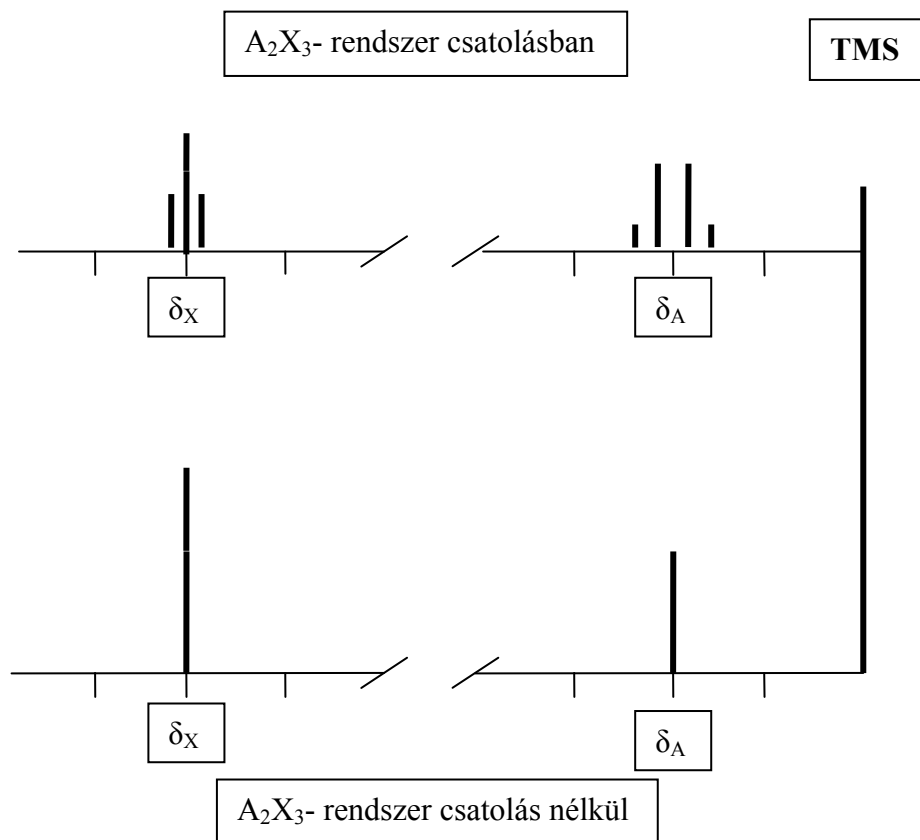 A₂X₃- rendszer csatolásban
TMS
δX
δA
δX
δA
A₂X₃- rendszer csatolás nélkül